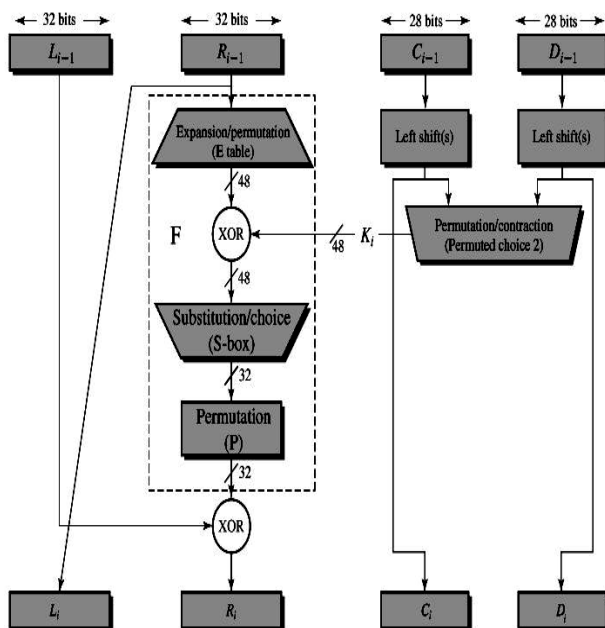 32 bits 32 bits 28 bits 28 bits
L_{i-1} R_{i-1} C_{i-1} D_{i-1}
Expansion/permutation
(E table)
Left shift(s) Left shift(s)
48
F XOR 48 K_i
Permutation/contraction
(Permuted choice 2)
48
Substitution/choice
(S-box)
32
Permutation
(P)
32
XOR
L_i R_i C_i D_i